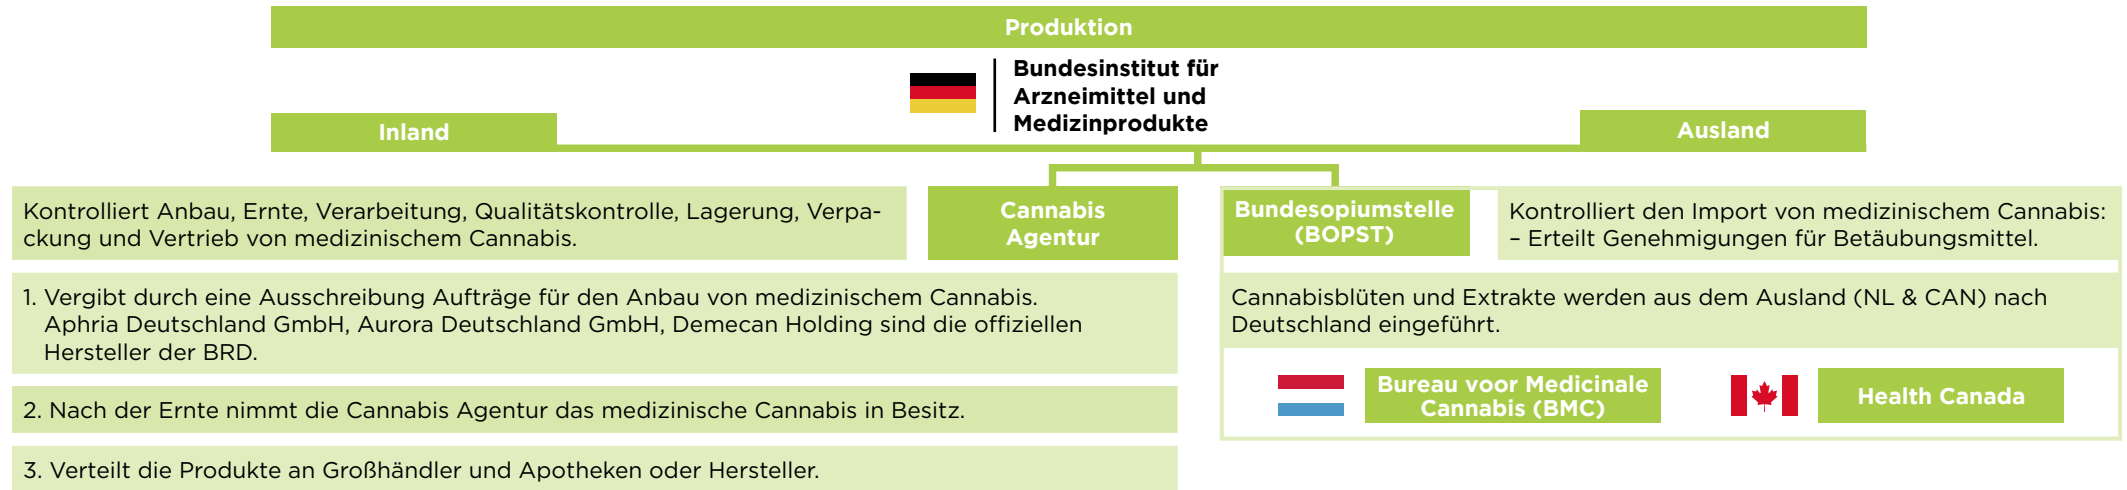 Produktion
Bundesinstitut für
Arzneimittel und
Medizinprodukte
Inland
Ausland
Kontrolliert Anbau, Ernte, Verarbeitung, Qualitätskontrolle, Lagerung, Verpa-
ckung und Vertrieb von medizinischem Cannabis.
Cannabis
Agentur
1. Vergibt durch eine Ausschreibung Aufträge für den Anbau von medizinischem Cannabis.
Aphria Deutschland GmbH, Aurora Deutschland GmbH, Demecan Holding sind die offiziellen
Hersteller der BRD.
2. Nach der Ernte nimmt die Cannabis Agentur das medizinische Cannabis in Besitz.
3. Verteilt die Produkte an Großhändler und Apotheken oder Hersteller.
Bundesopiumstelle
(BOPST)
Kontrolliert den Import von medizinischem Cannabis:
– Erteilt Genehmigungen für Betäubungsmittel.
Cannabisblüten und Extrakte werden aus dem Ausland (NL & CAN) nach
Deutschland eingeführt.
Bureau voor Medicinale
Cannabis (BMC)
Health Canada